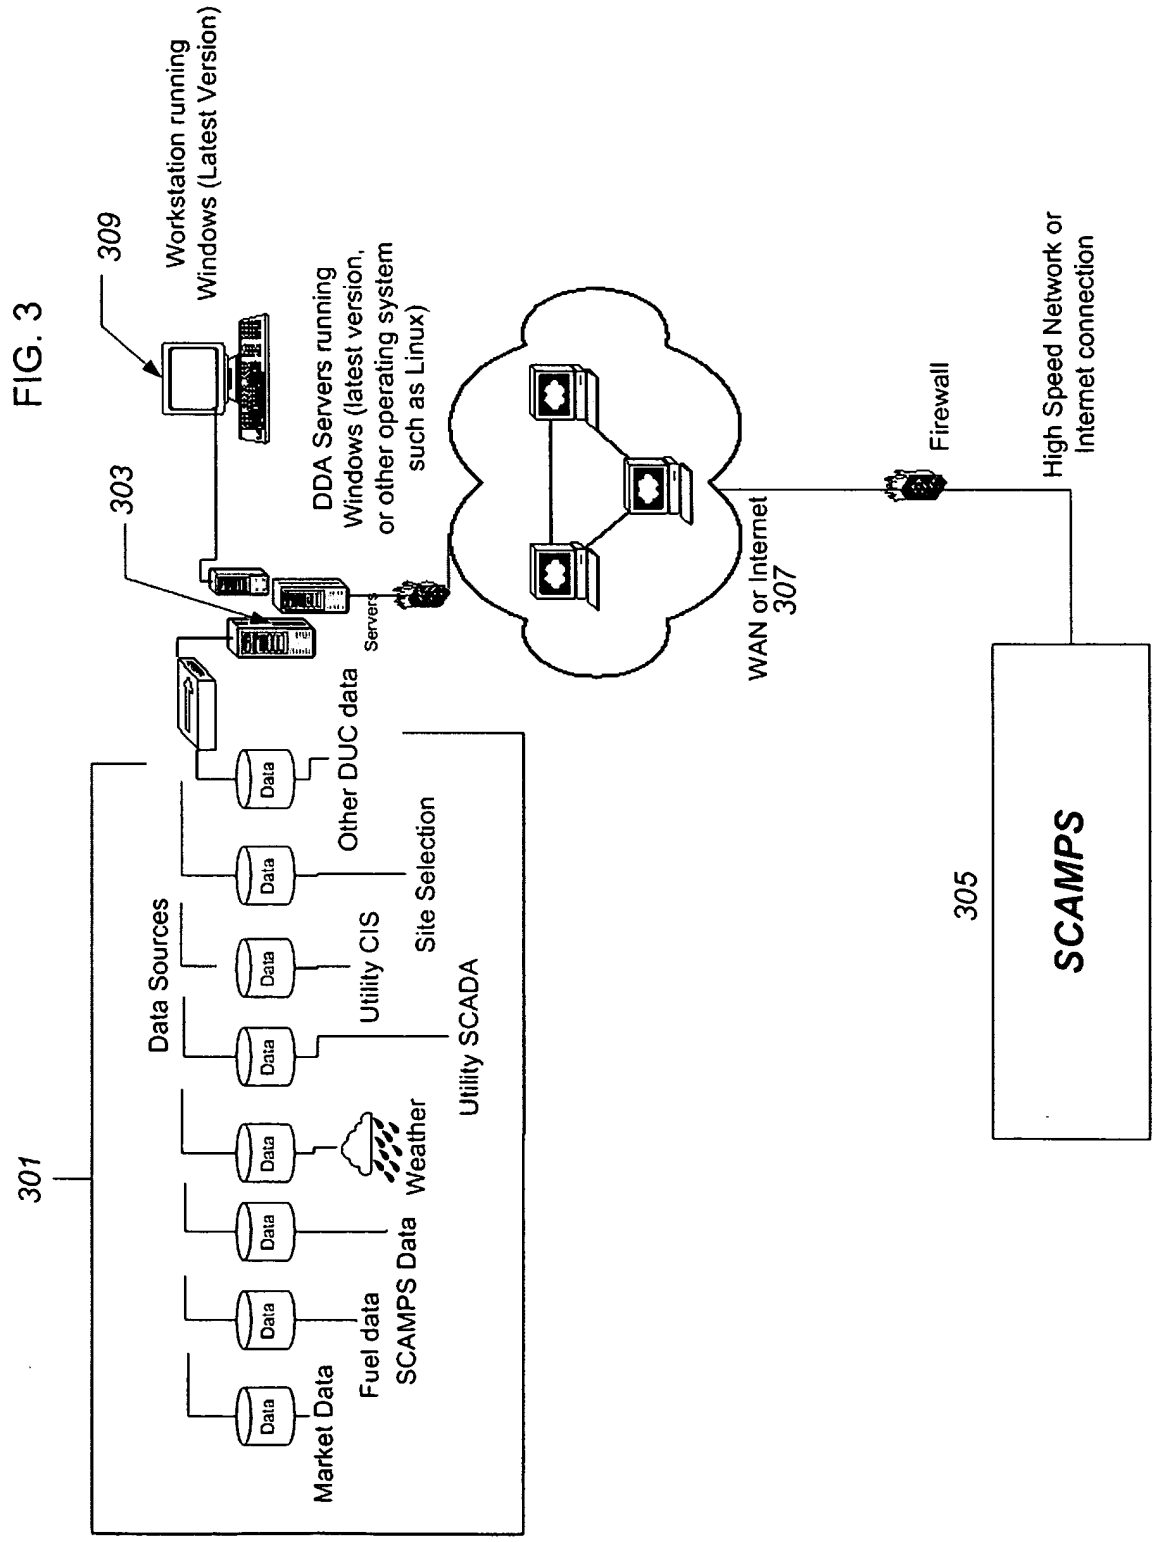 FIG. 3
301
Data Sources
Data
Data
Data
Data
Data
Data
Data
Data
Market Data
Fuel data
SCAMPS Data
Weather
Utility SCADA
Utility CIS
Site Selection
Other DUC data
303
309
Workstation running
Windows (Latest Version)
Servers
DDA Servers running
Windows (latest version,
or other operating system
such as Linux)
WAN or Internet
307
Firewall
High Speed Network or
Internet connection
305
SCAMPS